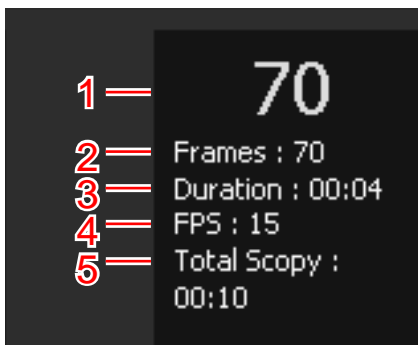 1 70
2 Frames : 70
3 Duration : 00:04
4 FPS : 15
5 Total Scopy :
00:10